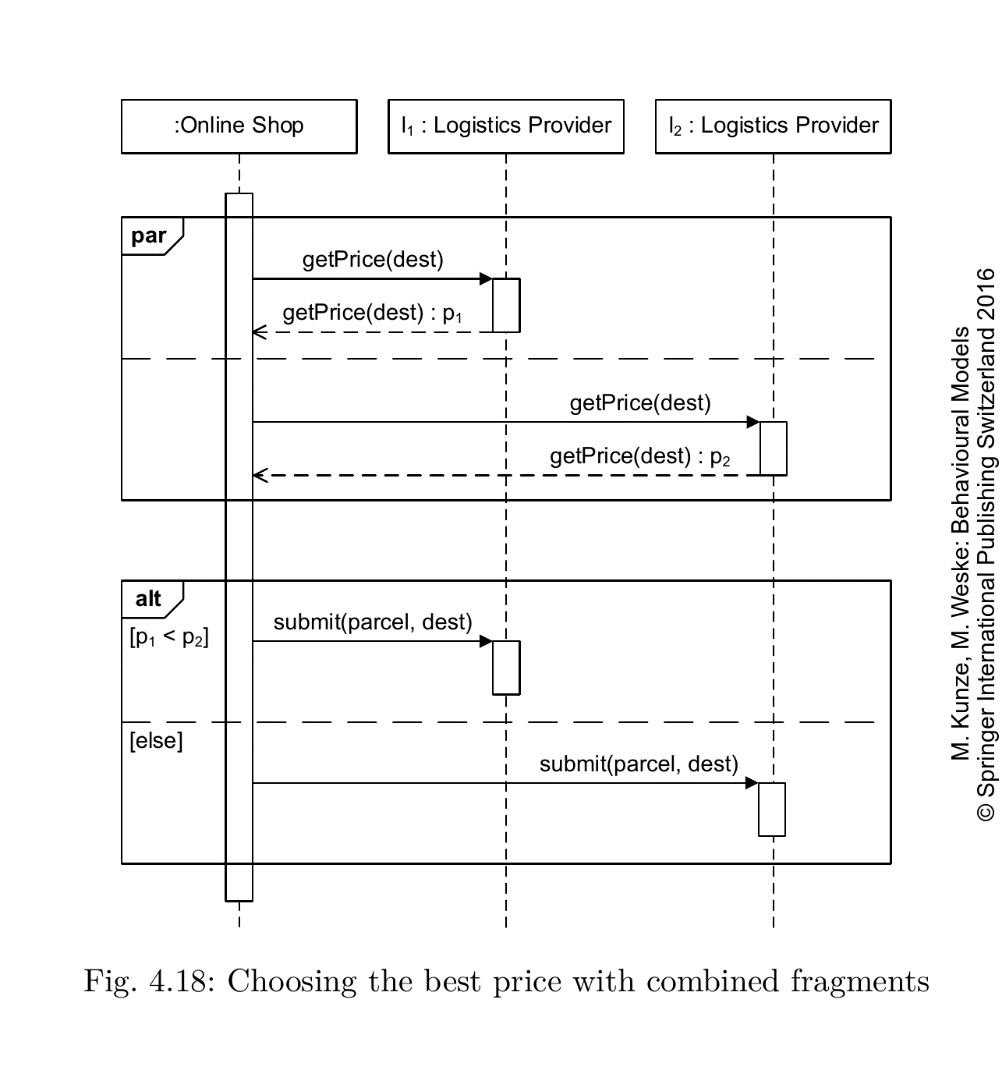 :Online Shop
l₁ : Logistics Provider
l₂ : Logistics Provider
par
getPrice(dest)
getPrice(dest) : p₁
getPrice(dest)
getPrice(dest) : p₂
alt
[p₁ < p₂]
submit(parcel, dest)
[else]
submit(parcel, dest)
M. Kunze, M. Weske: Behavioural Models
© Springer International Publishing Switzerland 2016
Fig. 4.18: Choosing the best price with combined fragments